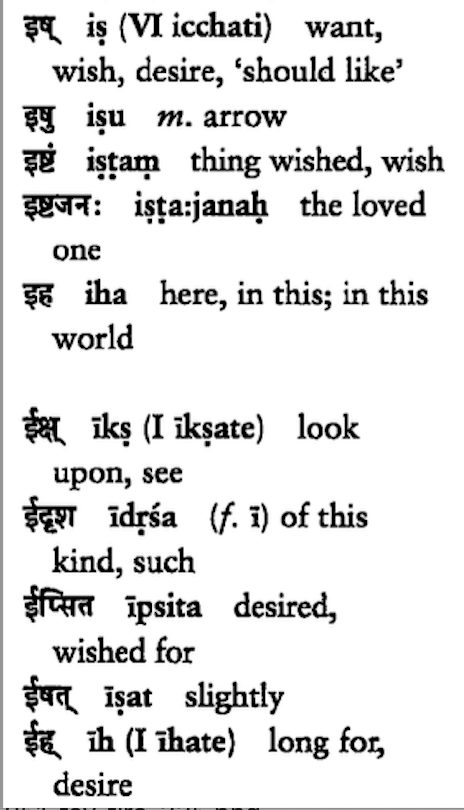 इष् iṣ (VI icchati) want,
wish, desire, ‘should like’
इषु iṣu m. arrow
इष्टं iṣṭaṃ thing wished, wish
इष्टजनः iṣṭa:janaḥ the loved
one
इह iha here, in this; in this
world
ईक्ष् īkṣ (I īkṣate) look
upon, see
ईदृश īdṛśa (f. ī) of this
kind, such
ईप्सित īpsita desired,
wished for
ईषत् īṣat slightly
ईह् īh (I īhate) long for,
desire